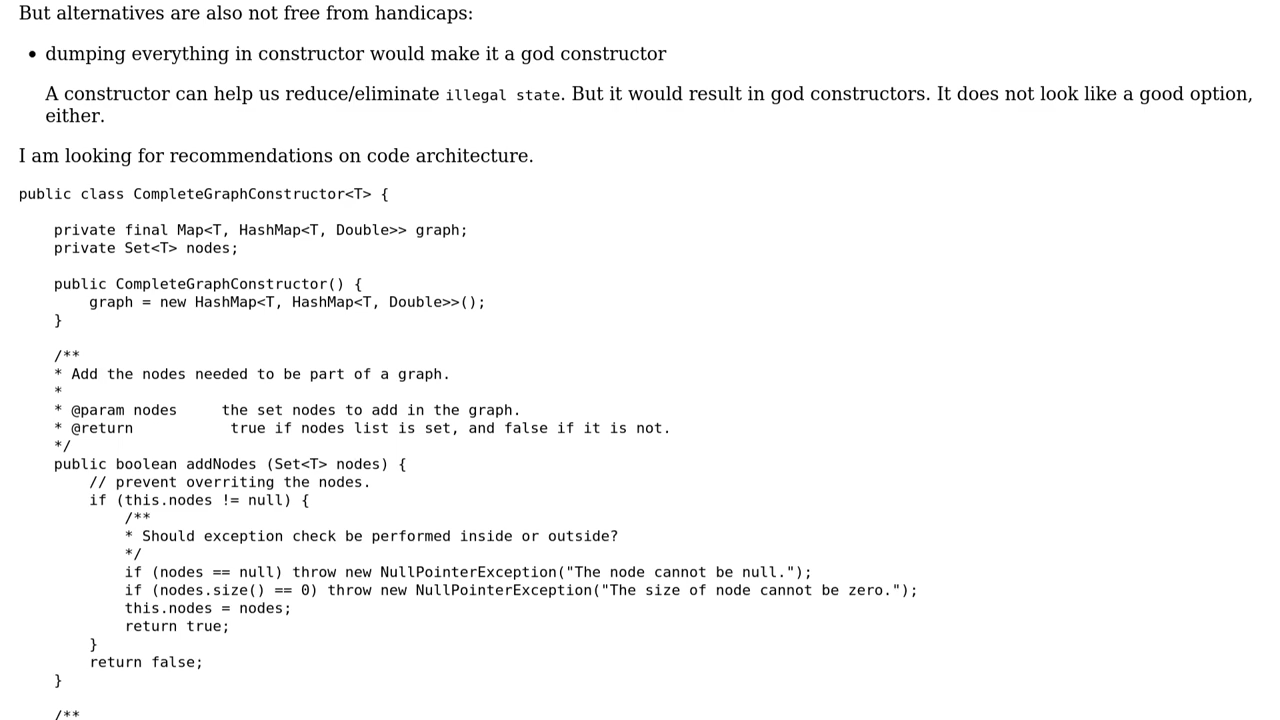 But alternatives are also not free from handicaps:
• dumping everything in constructor would make it a god constructor
A constructor can help us reduce/eliminate illegal state. But it would result in god constructors. It does not look like a good option,
either.
I am looking for recommendations on code architecture.
public class CompleteGraphConstructor<T> {

    private final Map<T, HashMap<T, Double>> graph;
    private Set<T> nodes;

    public CompleteGraphConstructor() {
        graph = new HashMap<T, HashMap<T, Double>>();
    }

    /**
    * Add the nodes needed to be part of a graph.
    *
    * @param nodes     the set nodes to add in the graph.
    * @return           true if nodes list is set, and false if it is not.
    */
    public boolean addNodes (Set<T> nodes) {
        // prevent overriting the nodes.
        if (this.nodes != null) {
            /**
            * Should exception check be performed inside or outside?
            */
            if (nodes == null) throw new NullPointerException("The node cannot be null.");
            if (nodes.size() == 0) throw new NullPointerException("The size of node cannot be zero.");
            this.nodes = nodes;
            return true;
        }
        return false;
    }

    /**